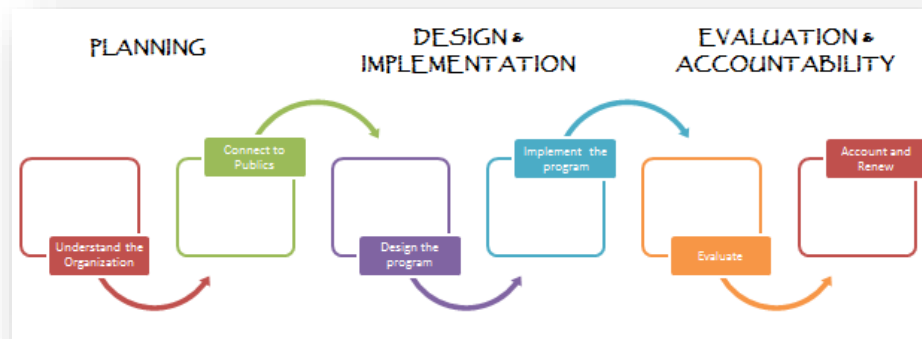 PLANNING
DESIGN &
IMPLEMENTATION
EVALUATION &
ACCOUNTABILITY
Understand the
Organization
Connect to
Publics
Design the
program
Implement the
program
Evaluate
Account and
Renew